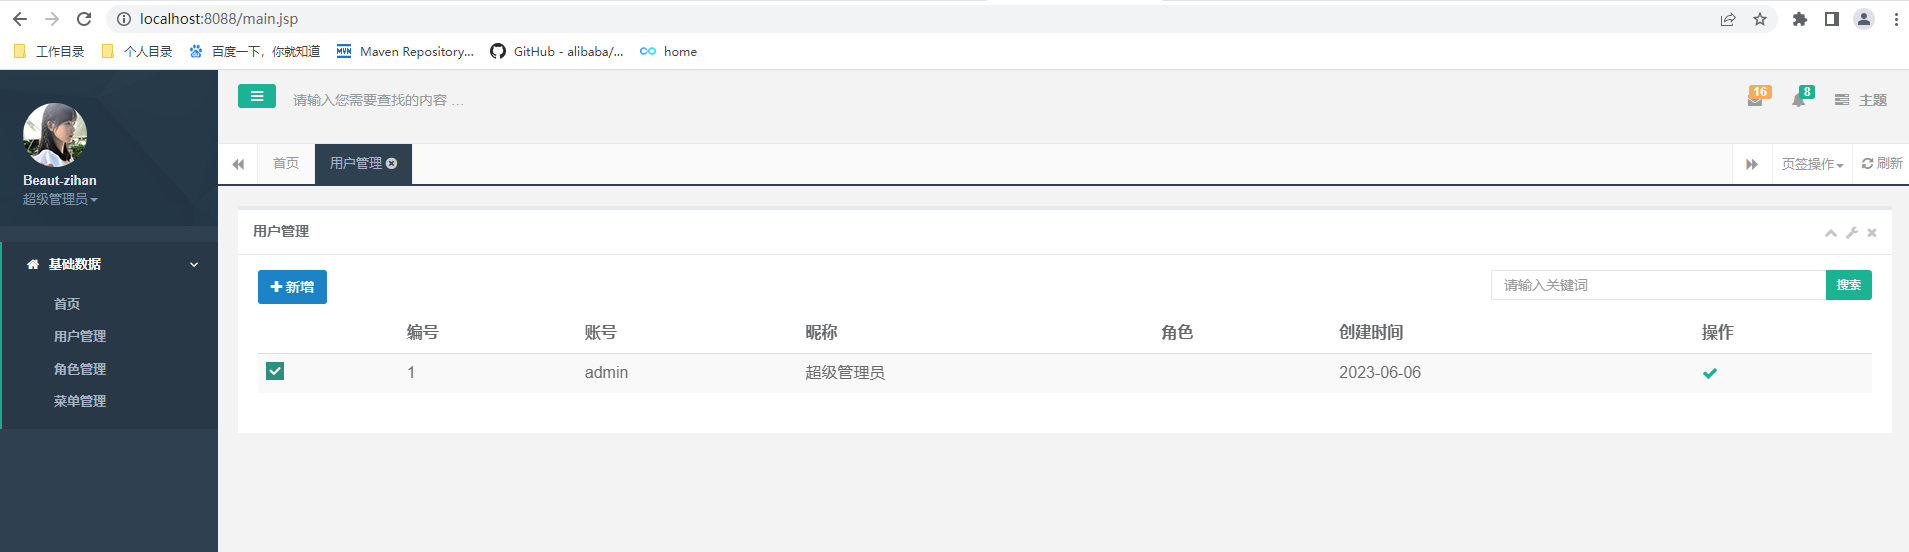 localhost:8088/main.jsp
工作目录 个人目录 百度一下，你就知道 MVN Maven Repository... GitHub - alibaba/... home
请输入您需要查找的内容 …
16 8 主题
Beaut-zihan
超级管理员
首页 用户管理 页签操作 刷新
基础数据
首页
用户管理
角色管理
菜单管理
用户管理
新增 请输入关键词 搜索
编号 账号 昵称 角色 创建时间 操作
1 admin 超级管理员 2023-06-06